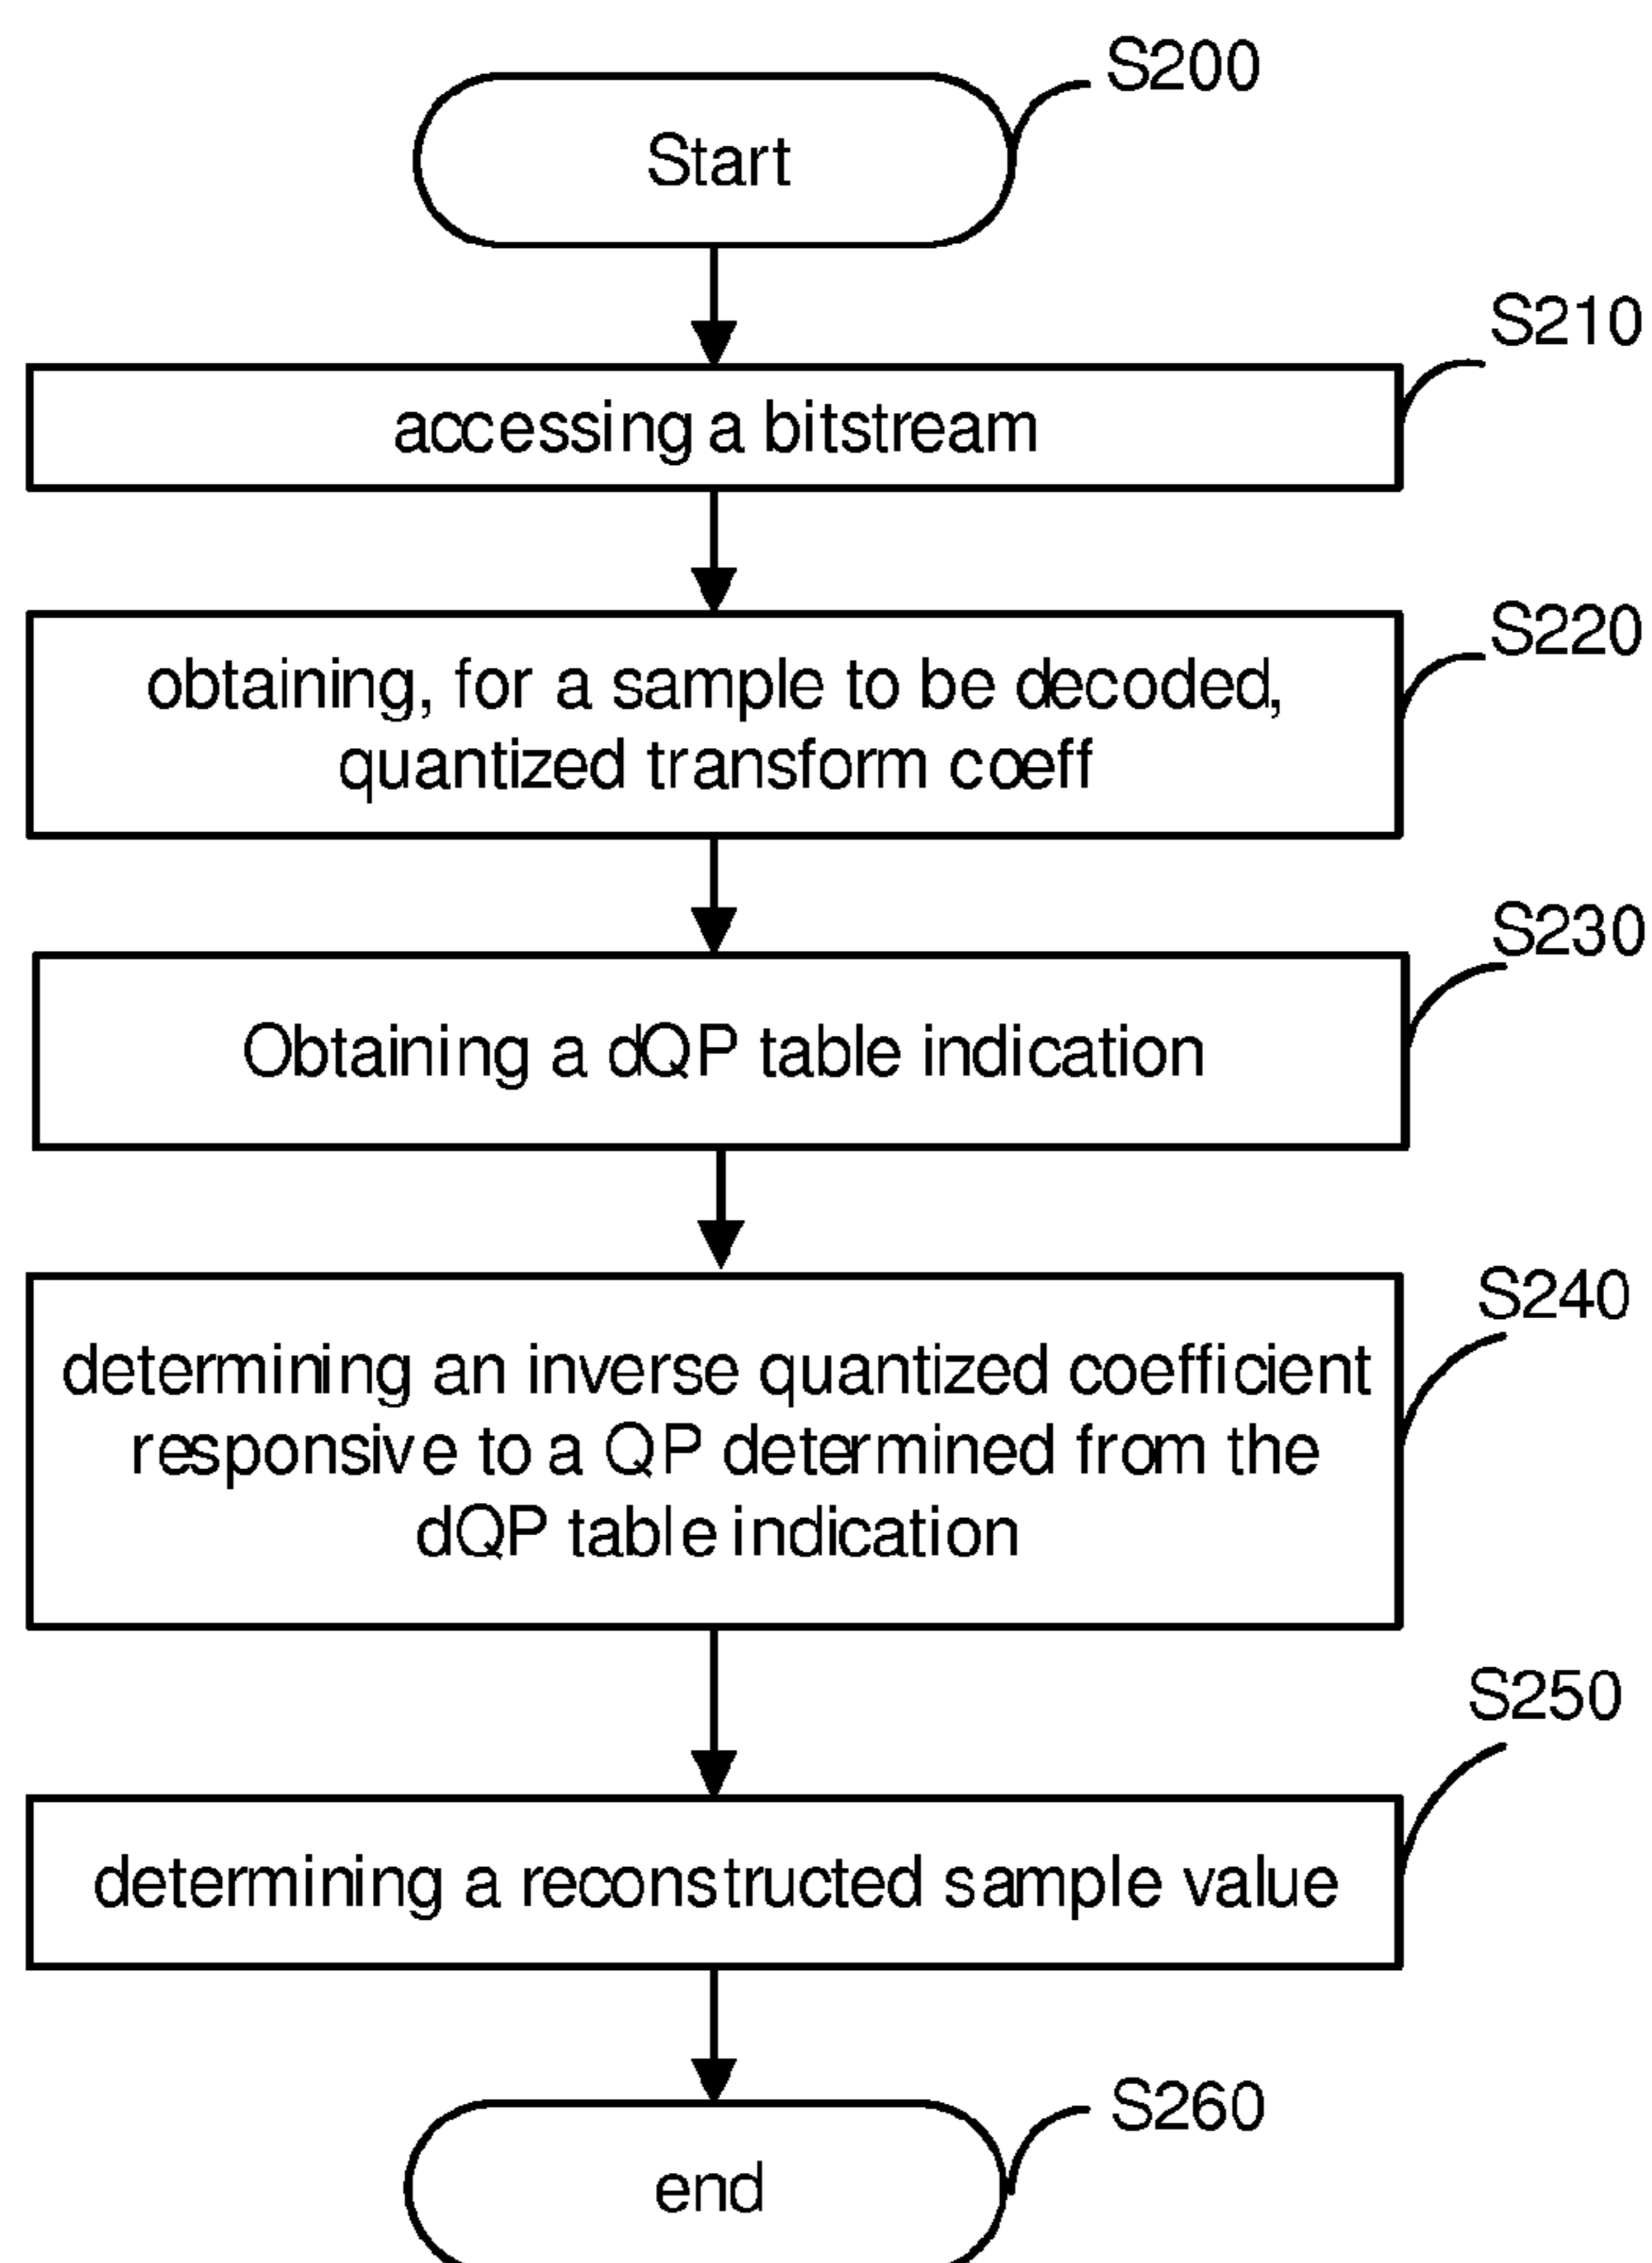 S200
Start
S210
accessing a bitstream
S220
obtaining, for a sample to be decoded,
quantized transform coeff
S230
Obtaining a dQP table indication
S240
determining an inverse quantized coefficient
responsive to a QP determined from the
dQP table indication
S250
determining a reconstructed sample value
S260
end